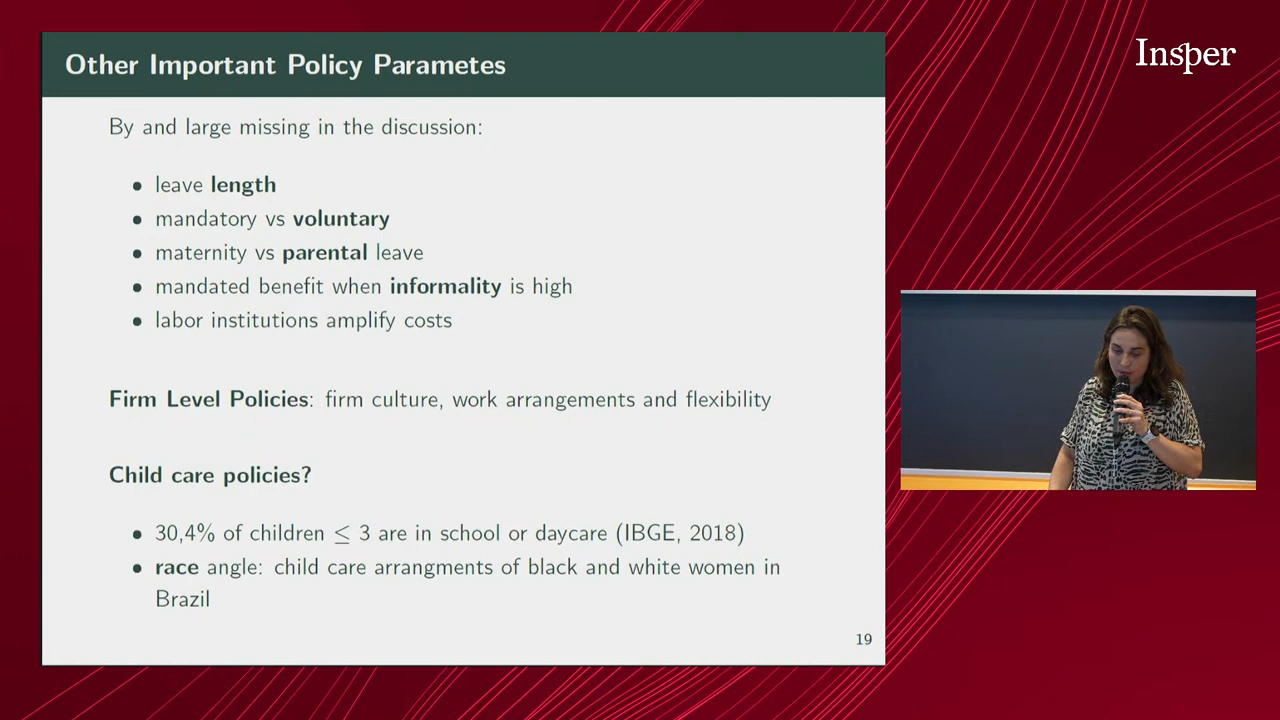 Other Important Policy Parametes
Insper
By and large missing in the discussion:
• leave length
• mandatory vs voluntary
• maternity vs parental leave
• mandated benefit when informality is high
• labor institutions amplify costs
Firm Level Policies: firm culture, work arrangements and flexibility
Child care policies?
• 30,4% of children ≤ 3 are in school or daycare (IBGE, 2018)
• race angle: child care arrangments of black and white women in
Brazil
19